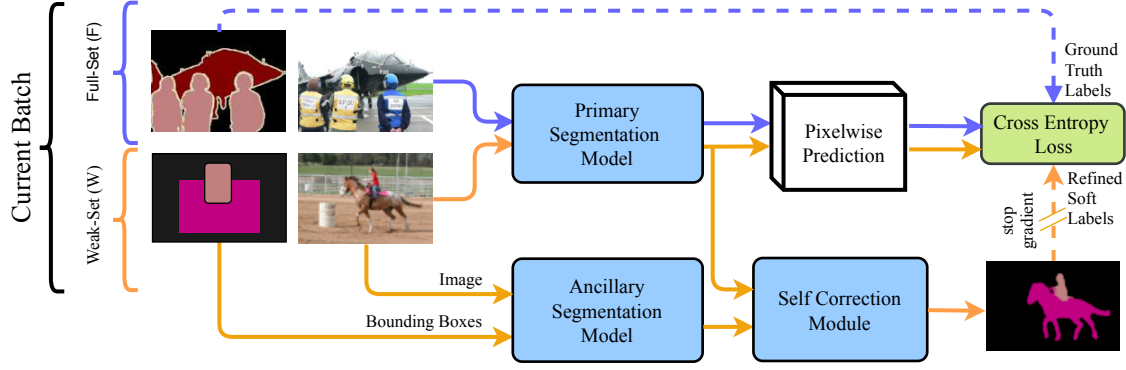 Current Batch
Full-Set (F)
Weak-Set (W)
Primary
Segmentation
Model
Pixelwise
Prediction
Ground
Truth
Labels
Cross Entropy
Loss
Refined
Soft
Labels
stop
gradient
Image
Bounding Boxes
Ancillary
Segmentation
Model
Self Correction
Module